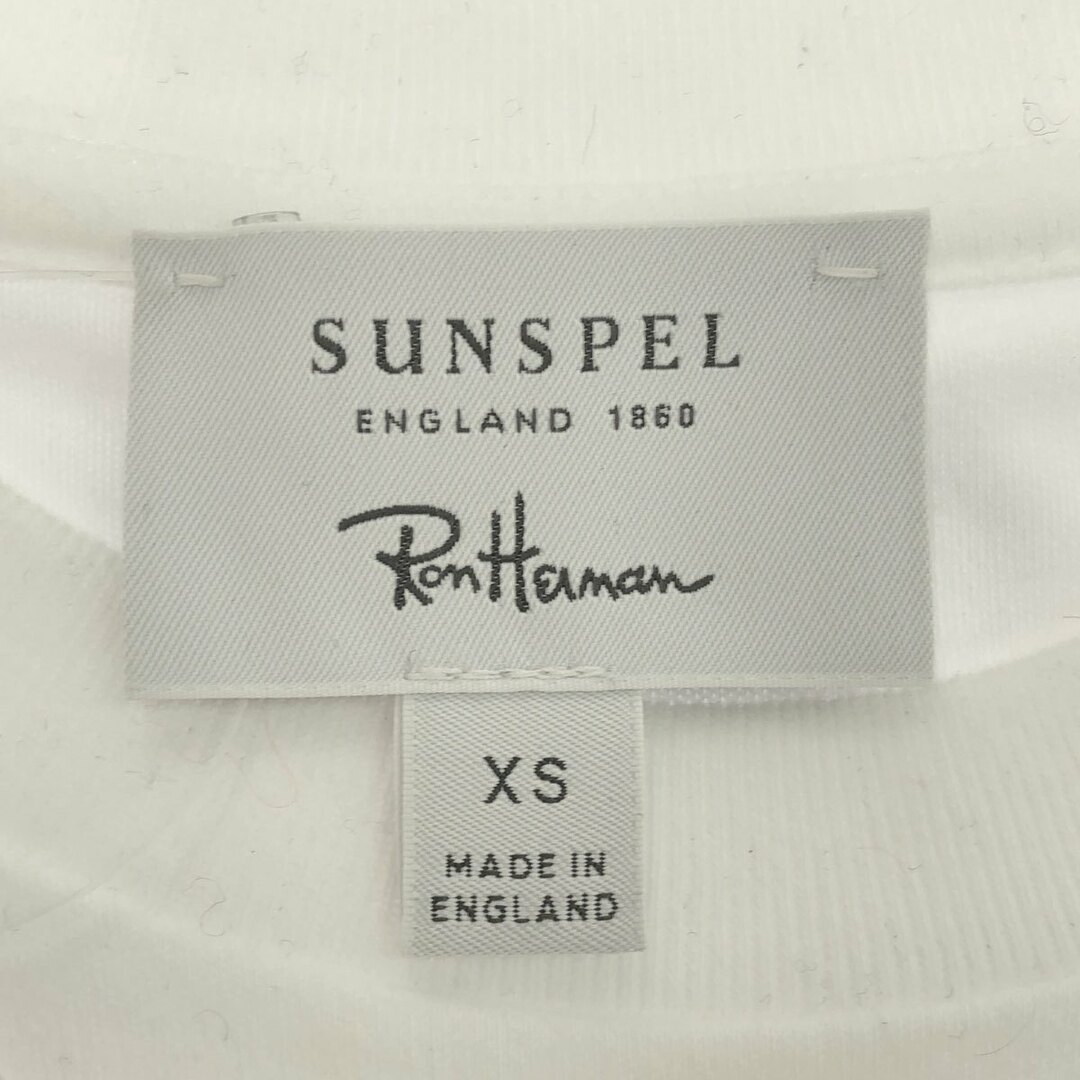 SUNSPEL
ENGLAND 1860
Ron Herman
XS
MADE IN
ENGLAND